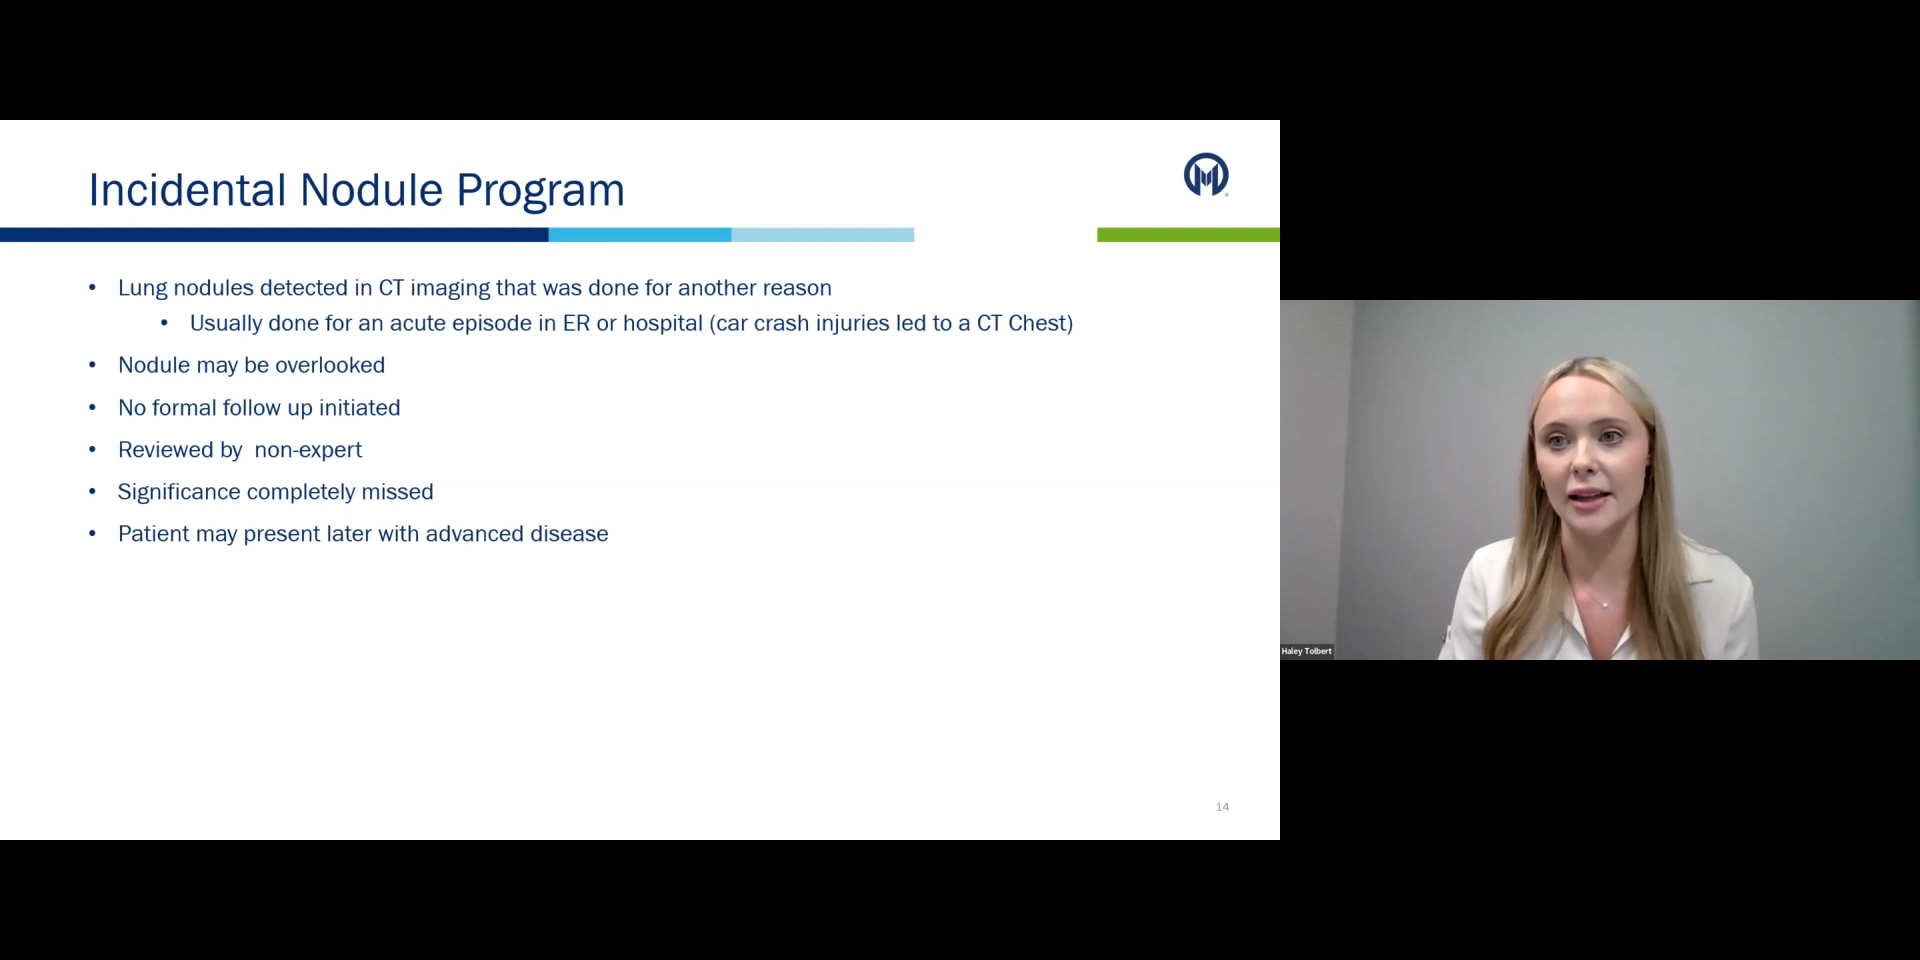 Incidental Nodule Program
• Lung nodules detected in CT imaging that was done for another reason
• Usually done for an acute episode in ER or hospital (car crash injuries led to a CT Chest)
• Nodule may be overlooked
• No formal follow up initiated
• Reviewed by  non-expert
• Significance completely missed
• Patient may present later with advanced disease
14
Haley Tolbert